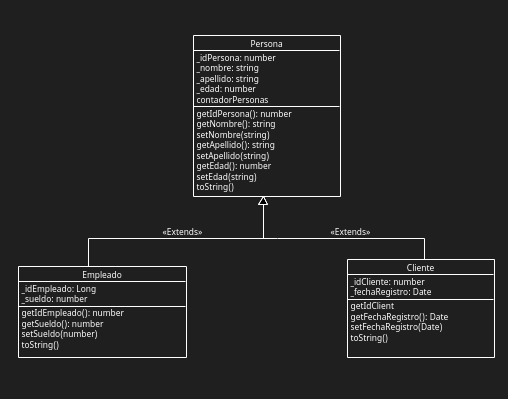 Persona
_idPersona: number
_nombre: string
_apellido: string
_edad: number
contadorPersonas
getIdPersona(): number
getNombre(): string
setNombre(string)
getApellido(): string
setApellido(string)
getEdad(): number
setEdad(string)
toString()
«Extends»
«Extends»
Empleado
_idEmpleado: Long
_sueldo: number
getIdEmpleado(): number
getSueldo(): number
setSueldo(number)
toString()
Cliente
_idCliente: number
_fechaRegistro: Date
getIdClient
getFechaRegistro(): Date
setFechaRegistro(Date)
toString()